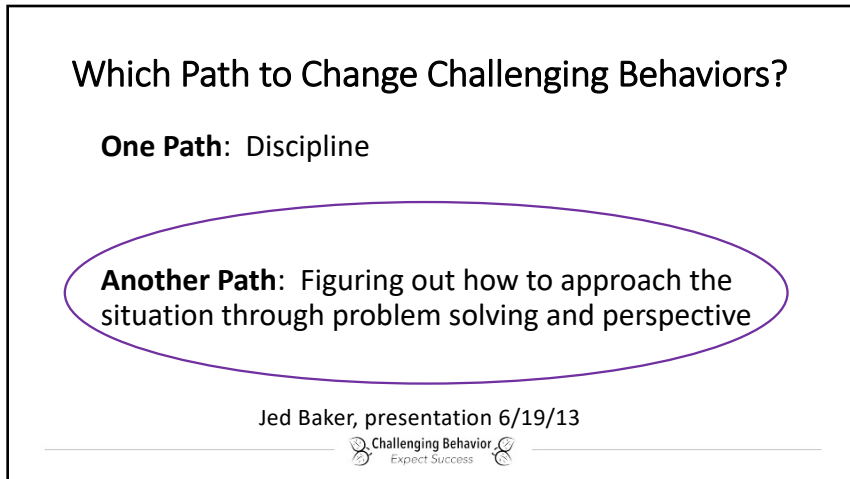 Which Path to Change Challenging Behaviors?
One Path: Discipline
Another Path: Figuring out how to approach the
situation through problem solving and perspective
Jed Baker, presentation 6/19/13
Challenging Behavior
Expect Success